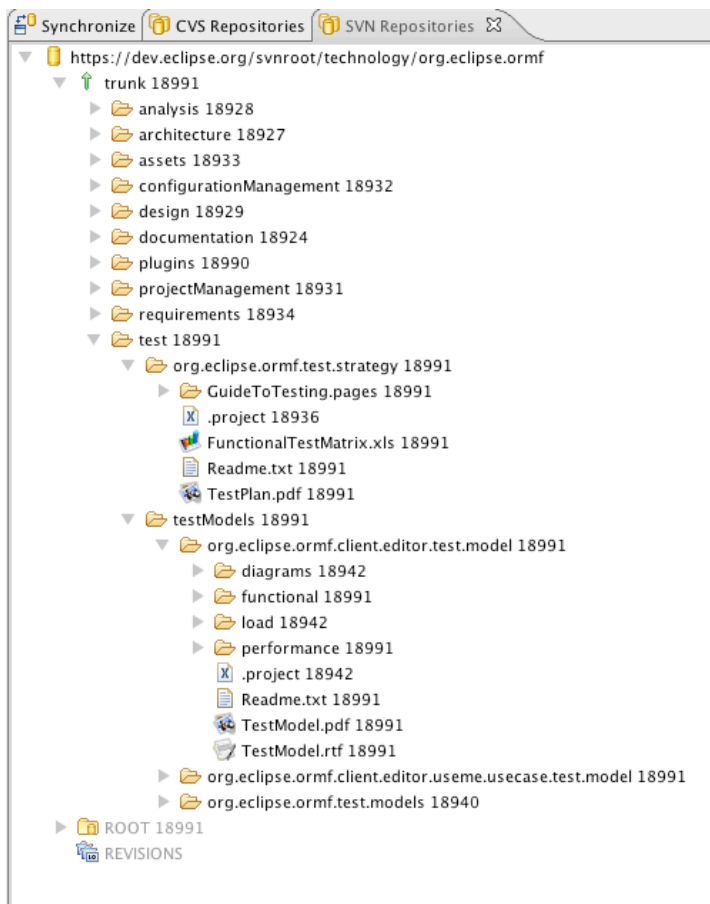 Synchronize CVS Repositories SVN Repositories
https://dev.eclipse.org/svnroot/technology/org.eclipse.ormf
trunk 18991
analysis 18928
architecture 18927
assets 18933
configurationManagement 18932
design 18929
documentation 18924
plugins 18990
projectManagement 18931
requirements 18934
test 18991
org.eclipse.ormf.test.strategy 18991
GuideToTesting.pages 18991
.project 18936
FunctionalTestMatrix.xls 18991
Readme.txt 18991
TestPlan.pdf 18991
testModels 18991
org.eclipse.ormf.client.editor.test.model 18991
diagrams 18942
functional 18991
load 18942
performance 18991
.project 18942
Readme.txt 18991
TestModel.pdf 18991
TestModel.rtf 18991
org.eclipse.ormf.client.editor.useme.usecase.test.model 18991
org.eclipse.ormf.test.models 18940
ROOT 18991
REVISIONS